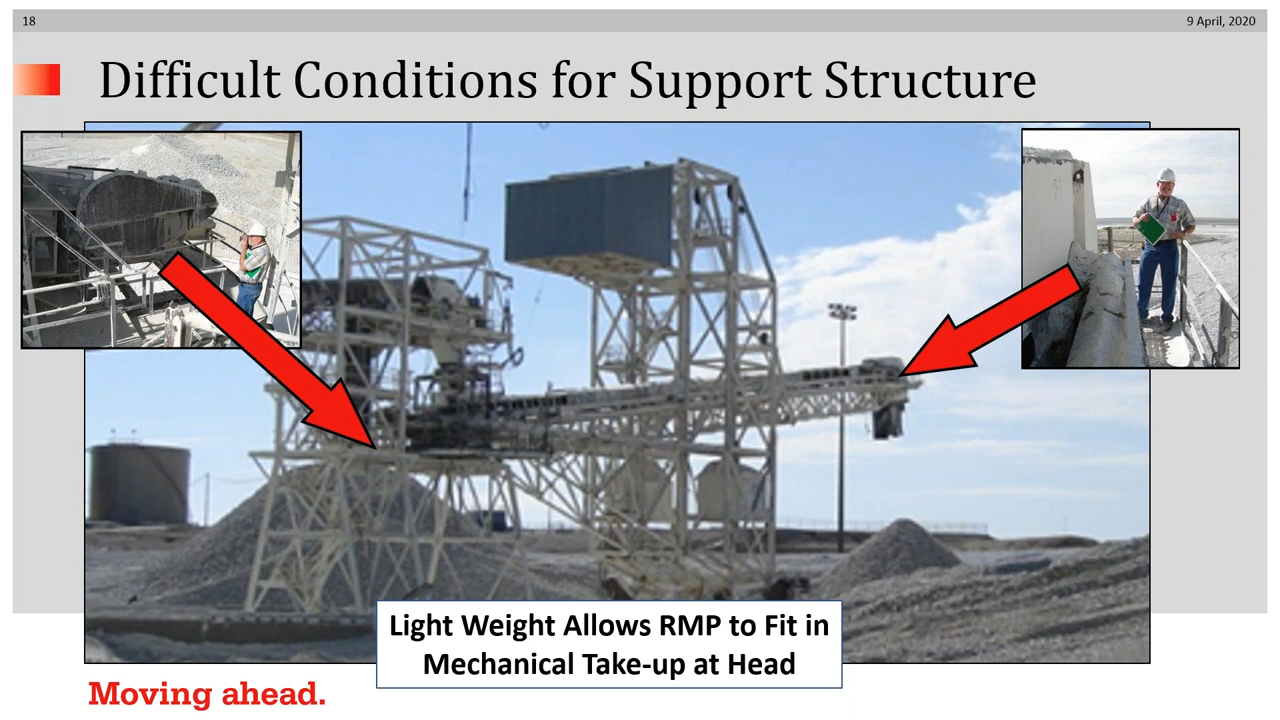 18
9 April, 2020
Difficult Conditions for Support Structure
Light Weight Allows RMP to Fit in
Mechanical Take-up at Head
Moving ahead.